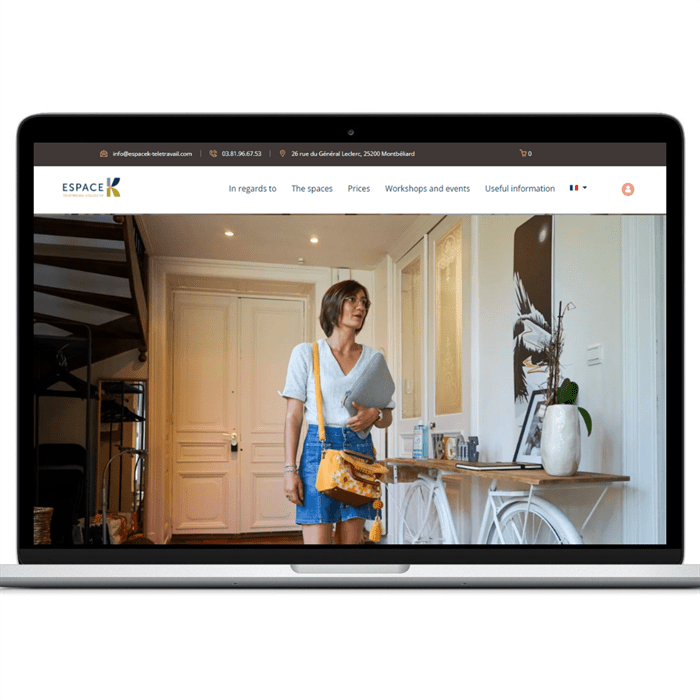 info@espacek-teletravail.com | 03.81.96.67.53 | 26 rue du Général Leclerc, 25200 Montbéliard 0
ESPACE K
In regards to The spaces Prices Workshops and events Useful information